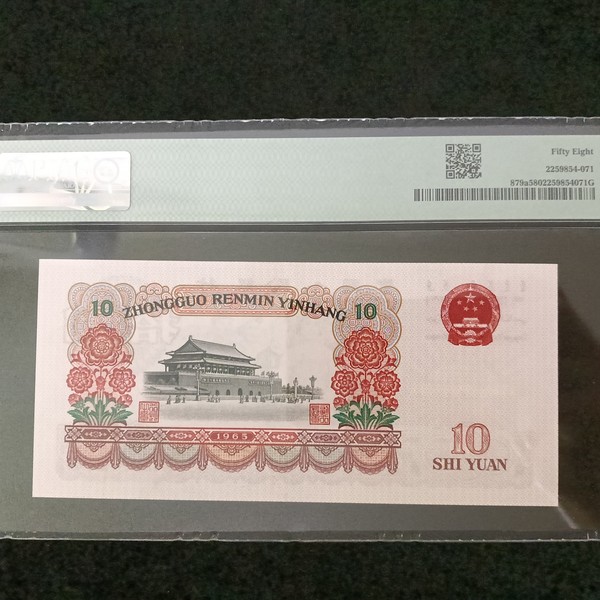 Fifty Eight
2259854-071
879a5802259854071G
10 ZHONGGUO RENMIN YINHANG 10
1965
10
SHI YUAN